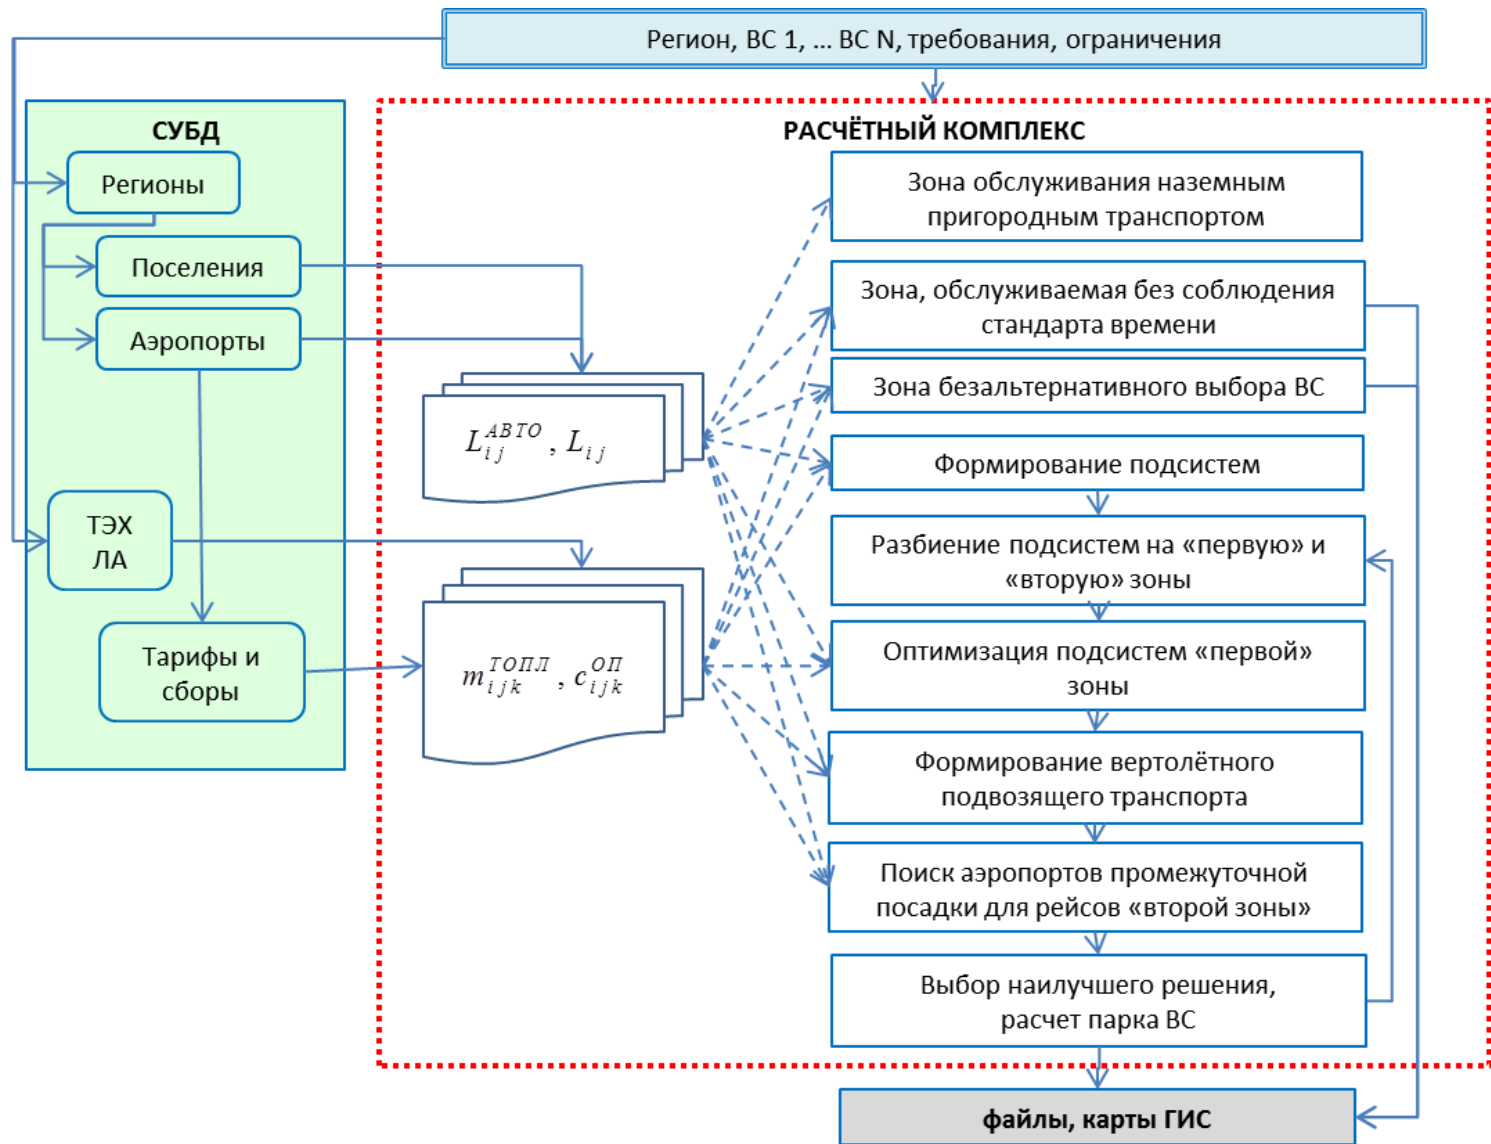 Регион, ВС 1, ... ВС N, требования, ограничения
СУБД
Регионы
Поселения
Аэропорты
ТЭХ
ЛА
Тарифы и
сборы
РАСЧЁТНЫЙ КОМПЛЕКС
L_{ij}^{АВТО}, L_{ij}
m_{ijk}^{ТОПЛ}, c_{ijk}^{ОП}
Зона обслуживания наземным
пригородным транспортом
Зона, обслуживаемая без соблюдения
стандарта времени
Зона безальтернативного выбора ВС
Формирование подсистем
Разбиение подсистем на «первую» и
«вторую» зоны
Оптимизация подсистем «первой»
зоны
Формирование вертолётного
подвозящего транспорта
Поиск аэропортов промежуточной
посадки для рейсов «второй зоны»
Выбор наилучшего решения,
расчет парка ВС
файлы, карты ГИС